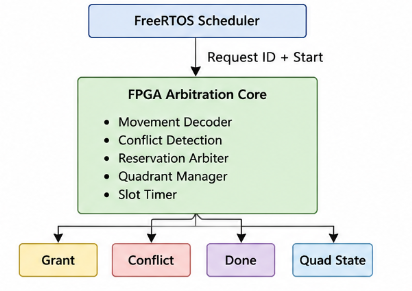 FreeRTOS Scheduler
Request ID + Start
FPGA Arbitration Core
• Movement Decoder
• Conflict Detection
• Reservation Arbiter
• Quadrant Manager
• Slot Timer
Grant
Conflict
Done
Quad State